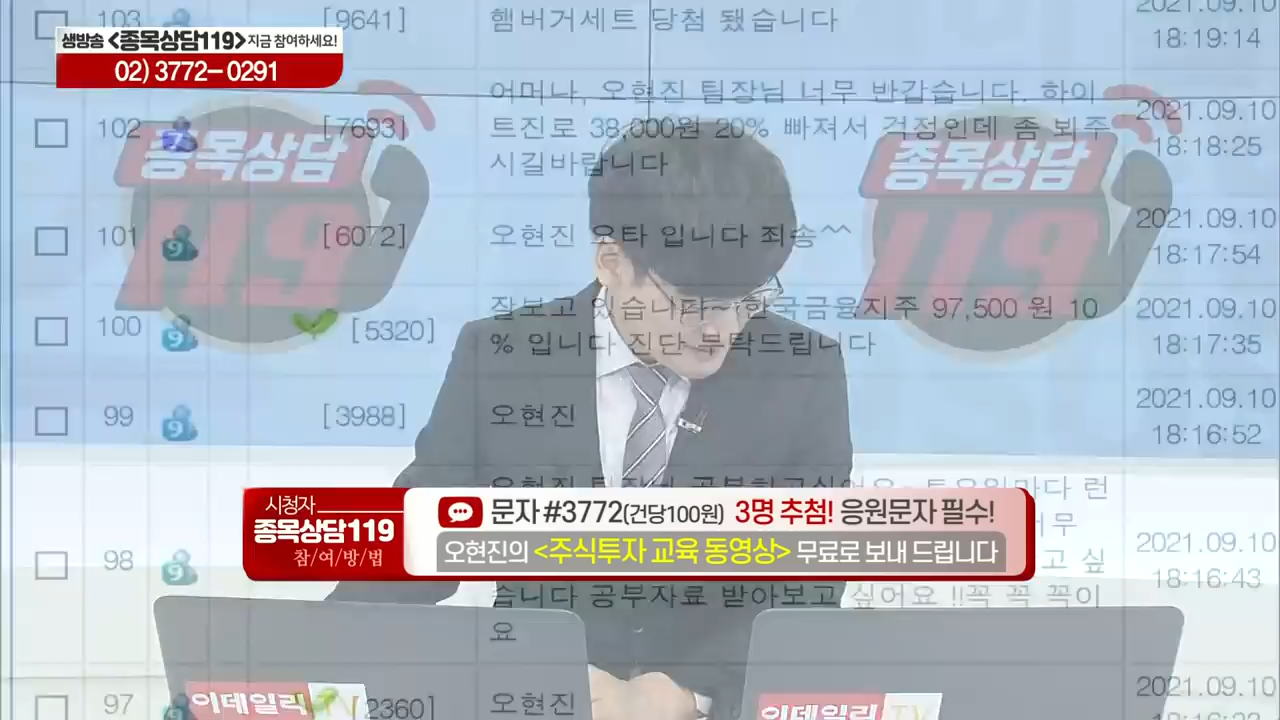 생방송 <종목상담119> 지금 참여하세요!
02) 3772-0291
103 [9641] 햄버거세트 당첨 됐습니다 2021.09.10 18:19:14
102 [7693] 어머나, 오현진 팀장님 너무 반갑습니다. 하이
트진로 38,000원 20% 빠져서 걱정인데 좀 봐주
시길바랍니다
2021.09.10
18:18:25
종목상담
119
종목상담
119
101 [6072] 오현진 오타 입니다 죄송^^
2021.09.10
18:17:54
100 [5320] 잘보고 있습니다~ 한국금융지주 97,500 원 10
% 입니다 진단 부탁드립니다
2021.09.10
18:17:35
99 [3988] 오현진
2021.09.10
18:16:52
시청자
종목상담119
참/여/방/법
문자 #3772(건당100원) 3명 추첨! 응원문자 필수!
오현진의 <주식투자 교육 동영상> 무료로 보내 드립니다
98
고 싶
습니다 공부자료 받아보고 싶어요 !!꼭 꼭 꼭이
요
2021.09.10
18:16:43
97 [2360] 오현진
2021.09.10
이데일리 TV
이데일리 TV